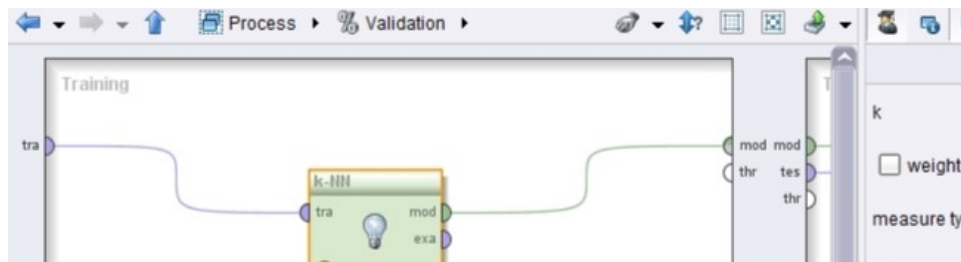 Process
Validation
Training
T
k
tra
mod
mod
thr
tes
thr
weight
measure ty
k-NN
tra
mod
exa